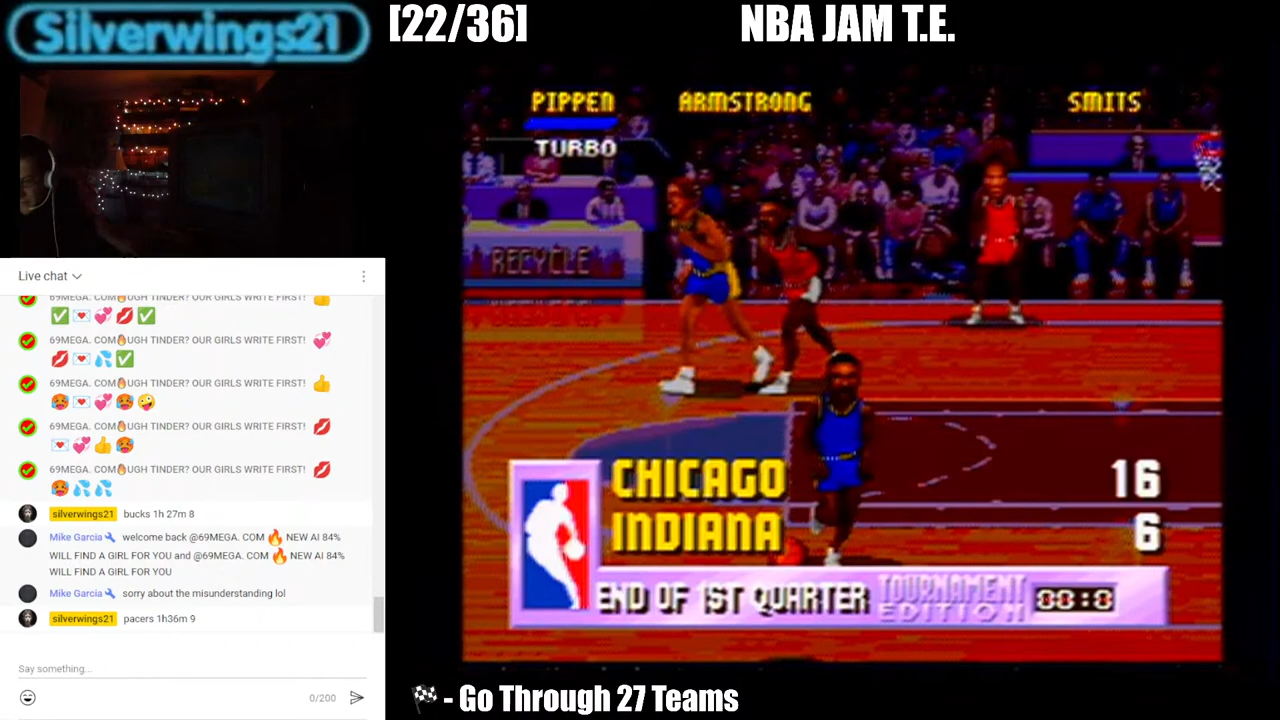 Silverwings21
[22/36]
NBA JAM T.E.
PIPPEN
ARMSTRONG
SMITS
TURBO
RECYCLE
Live chat
69MEGA. COM🔥UGH TINDER? OUR GIRLS WRITE FIRST! 👍
✅ 💌 💞 💋 ✅
69MEGA. COM🔥UGH TINDER? OUR GIRLS WRITE FIRST! 💞
💋 💌 💦 ✅
69MEGA. COM🔥UGH TINDER? OUR GIRLS WRITE FIRST! 👍
🥵 💌 💞 🥵 🤪
69MEGA. COM🔥UGH TINDER? OUR GIRLS WRITE FIRST! 💋
💌 💞 👍 🥵
69MEGA. COM🔥UGH TINDER? OUR GIRLS WRITE FIRST! 💋
🥵 💦 💦
silverwings21 bucks 1h 27m 8
Mike Garcia welcome back @69MEGA. COM 🔥 NEW AI 84%
WILL FIND A GIRL FOR YOU and @69MEGA. COM 🔥 NEW AI 84%
WILL FIND A GIRL FOR YOU
Mike Garcia sorry about the misunderstanding lol
silverwings21 pacers 1h36m 9
Say something...
0/200
CHICAGO 16
INDIANA 6
END OF 1ST QUARTER
TOURNAMENT
EDITION
00:0
🏁 - Go Through 27 Teams